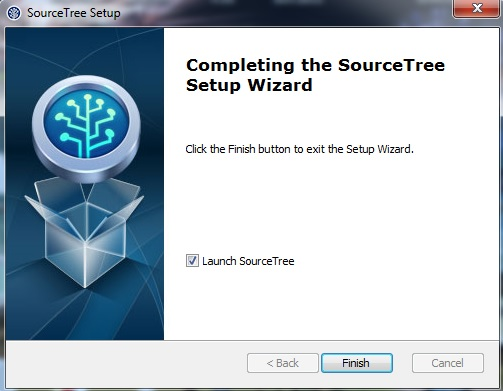 SourceTree Setup
Completing the SourceTree
Setup Wizard
Click the Finish button to exit the Setup Wizard.
Launch SourceTree
< Back
Finish
Cancel